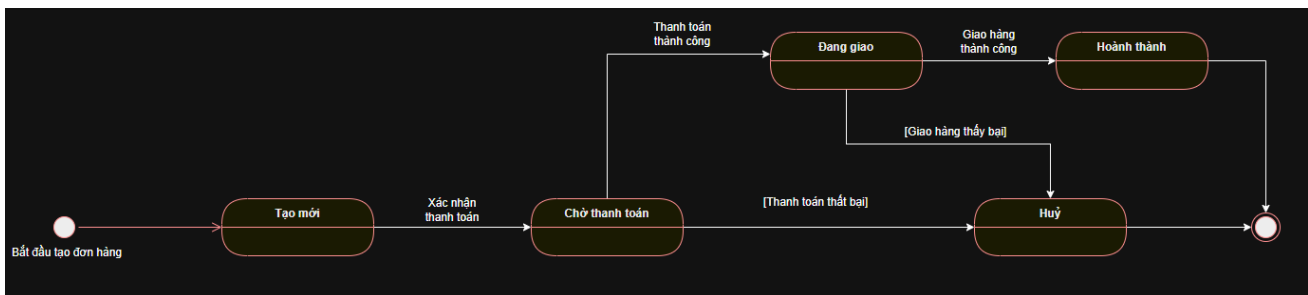 Thanh toán
thành công
Đang giao
Giao hàng
thành công
Hoành thành
[Giao hàng thấy bại]
Tạo mới
Xác nhận
thanh toán
Chờ thanh toán
[Thanh toán thất bại]
Huỷ
Bắt đầu tạo đơn hàng